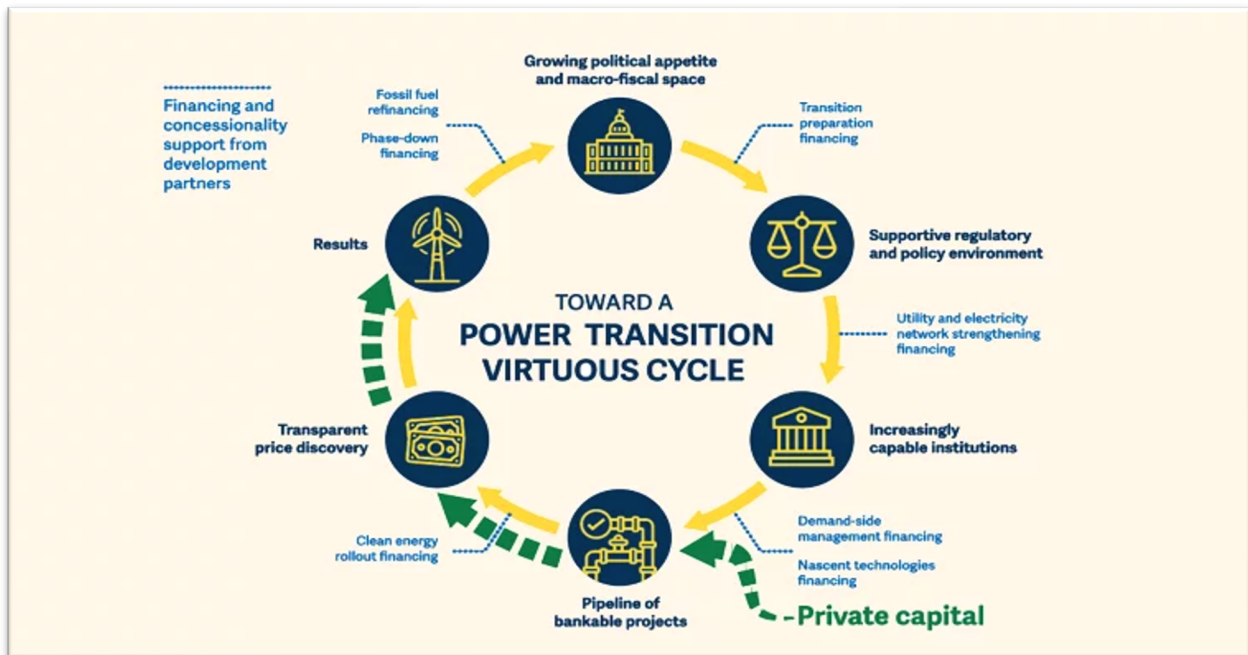 Growing political appetite
and macro-fiscal space
Financing and
concessionality
support from
development
partners
Fossil fuel
refinancing
Phase-down
financing
Transition
preparation
financing
Results
Supportive regulatory
and policy environment
TOWARD A
POWER TRANSITION
VIRTUOUS CYCLE
Utility and electricity
network strengthening
financing
Transparent
price discovery
Increasingly
capable institutions
Clean energy
rollout financing
Demand-side
management financing
Nascent technologies
financing
Pipeline of
bankable projects
Private capital